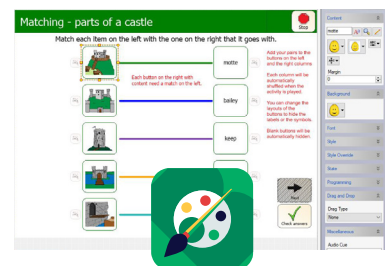 Matching - parts of a castle
Stop
Match each item on the left with the one on the right that it goes with.
motte
Each button on the right with
content need a match on the left.
bailey
keep
Add your pairs to the
buttons on the left
and the right columns
Each column will be
automatically
shuffled when the
activity is played.
You can change the
layouts of the
buttons to hide the
labels or the symbols.
Blank buttons will be
automatically hidden.
Next
Check answers
Content
motte
Margin
0
Background
Font
Style
Style Override
State
Programming
Drag and Drop
Drag Type
None
Miscellaneous
Audio Cue